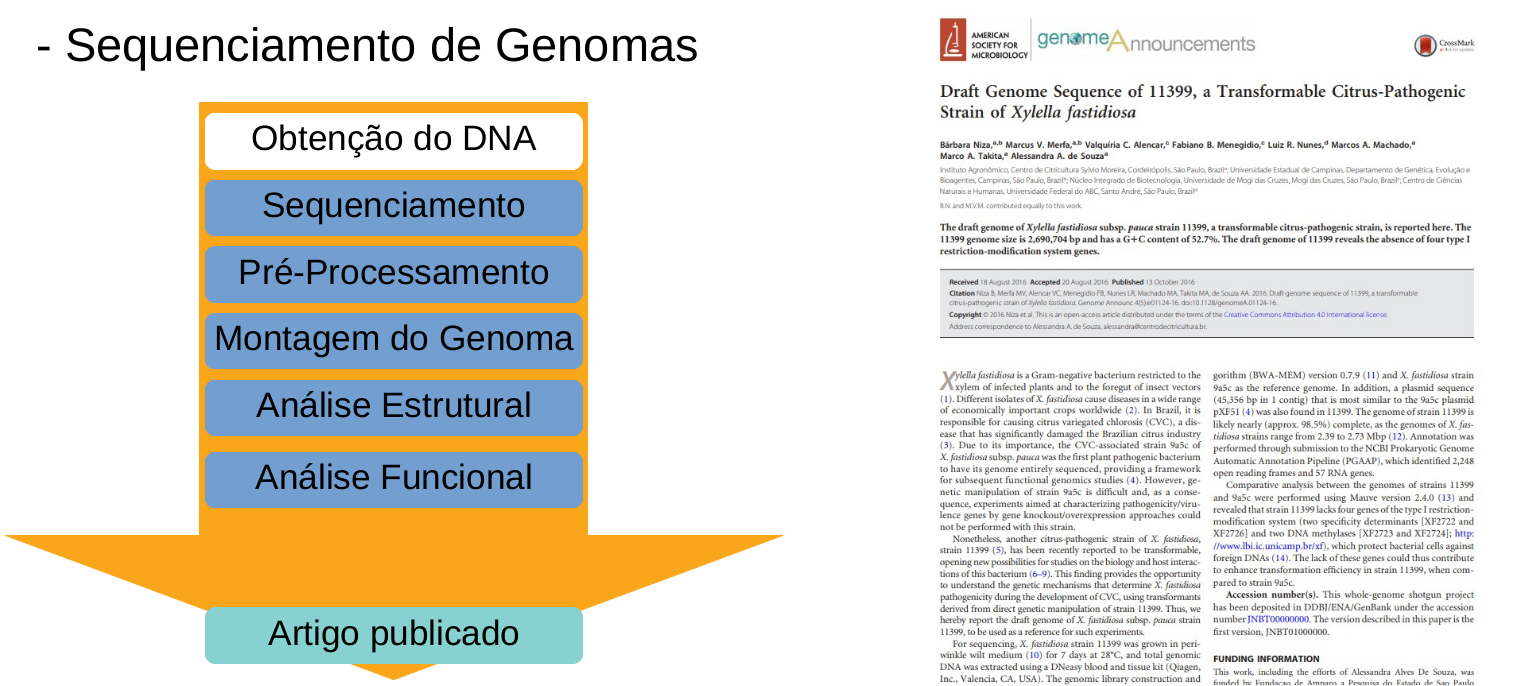 - Sequenciamento de Genomas
Obtenção do DNA
Sequenciamento
Pré-Processamento
Montagem do Genoma
Análise Estrutural
Análise Funcional
Artigo publicado
AMERICAN
SOCIETY FOR
MICROBIOLOGY
genomeAnnouncements
CrossMark
Draft Genome Sequence of 11399, a Transformable Citrus-Pathogenic
Strain of Xylella fastidiosa
Bárbara Niza,a,b Marcus V. Merfa,a,b Valquíria C. Alencar,c Fabiano B. Menegidio,c Luiz R. Nunes,d Marcos A. Machado,a
Marco A. Takita,a Alessandra A. de Souzaa
Instituto Agronômico, Centro de Citricultura Sylvio Moreira, Cordeirópolis, São Paulo, Brazila; Universidade Estadual de Campinas, Departamento de Genética, Evolução e
Bioagentes, Campinas, São Paulo, Brazilb; Núcleo Integrado de Biotecnologia, Universidade de Mogi das Cruzes, Mogi das Cruzes, São Paulo, Brazilc; Centro de Ciências
Naturais e Humanas, Universidade Federal do ABC, Santo André, São Paulo, Brazild
B.N. and M.V.M. contributed equally to this work.
The draft genome of Xylella fastidiosa subsp. pauca strain 11399, a transformable citrus-pathogenic strain, is reported here. The
11399 genome size is 2,690,704 bp and has a G+C content of 52.7%. The draft genome of 11399 reveals the absence of four type I
restriction-modification system genes.
Received 18 August 2016 Accepted 20 August 2016 Published 13 October 2016
Citation Niza B, Merfa MV, Alencar VC, Menegidio FB, Nunes LR, Machado MA, Takita MA, de Souza AA. 2016. Draft genome sequence of 11399, a transformable
citrus-pathogenic strain of Xylella fastidiosa. Genome Announc 4(5):e01124-16. doi:10.1128/genomeA.01124-16.
Copyright © 2016 Niza et al. This is an open-access article distributed under the terms of the Creative Commons Attribution 4.0 International license.
Address correspondence to Alessandra A. de Souza, alessandra@centrodecitricultura.br.
Xylella fastidiosa is a Gram-negative bacterium restricted to the
xylem of infected plants and to the foregut of insect vectors
(1). Different isolates of X. fastidiosa cause diseases in a wide range
of economically important crops worldwide (2). In Brazil, it is
responsible for causing citrus variegated chlorosis (CVC), a dis-
ease that has significantly damaged the Brazilian citrus industry
(3). Due to its importance, the CVC-associated strain 9a5c of
X. fastidiosa subsp. pauca was the first plant pathogenic bacterium
to have its genome entirely sequenced, providing a framework
for subsequent functional genomics studies (4). However, ge-
netic manipulation of strain 9a5c is difficult and, as a conse-
quence, experiments aimed at characterizing pathogenicity/viru-
lence genes by gene knockout/overexpression approaches could
not be performed with this strain.
Nonetheless, another citrus-pathogenic strain of X. fastidiosa,
strain 11399 (5), has been recently reported to be transformable,
opening new possibilities for studies on the biology and host interac-
tions of this bacterium (6–9). This finding provides the opportunity
to understand the genetic mechanisms that determine X. fastidiosa
pathogenicity during the development of CVC, using transformants
derived from direct genetic manipulation of strain 11399. Thus, we
hereby report the draft genome of X. fastidiosa subsp. pauca strain
11399, to be used as a reference for such experiments.
For sequencing, X. fastidiosa strain 11399 was grown in peri-
winkle wilt medium (10) for 7 days at 28°C, and total genomic
DNA was extracted using a DNeasy blood and tissue kit (Qiagen,
Inc., Valencia, CA, USA). The genomic library construction and
gorithm (BWA-MEM) version 0.7.9 (11) and X. fastidiosa strain
9a5c as the reference genome. In addition, a plasmid sequence
(45,356 bp in 1 contig) that is most similar to the 9a5c plasmid
pXF51 (4) was also found in 11399. The genome of strain 11399 is
likely nearly (approx. 98.5%) complete, as the genomes of X. fas-
tidiosa strains range from 2.39 to 2.73 Mbp (12). Annotation was
performed through submission to the NCBI Prokaryotic Genome
Automatic Annotation Pipeline (PGAAP), which identified 2,248
open reading frames and 57 RNA genes.
Comparative analysis between the genomes of strains 11399
and 9a5c were performed using Mauve version 2.4.0 (13) and
revealed that strain 11399 lacks four genes of the type I restriction-
modification system (two specificity determinants [XF2722 and
XF2726] and two DNA methylases [XF2723 and XF2724]; http:
//www.lbi.ic.unicamp.br/xf), which protect bacterial cells against
foreign DNAs (14). The lack of these genes could thus contribute
to enhance transformation efficiency in strain 11399, when com-
pared to strain 9a5c.
Accession number(s). This whole-genome shotgun project
has been deposited in DDBJ/ENA/GenBank under the accession
number JNBT00000000. The version described in this paper is the
first version, JNBT01000000.
FUNDING INFORMATION
This work, including the efforts of Alessandra Alves De Souza, was
funded by Fundação de Amparo a Pesquisa do Estado de Sao Paulo